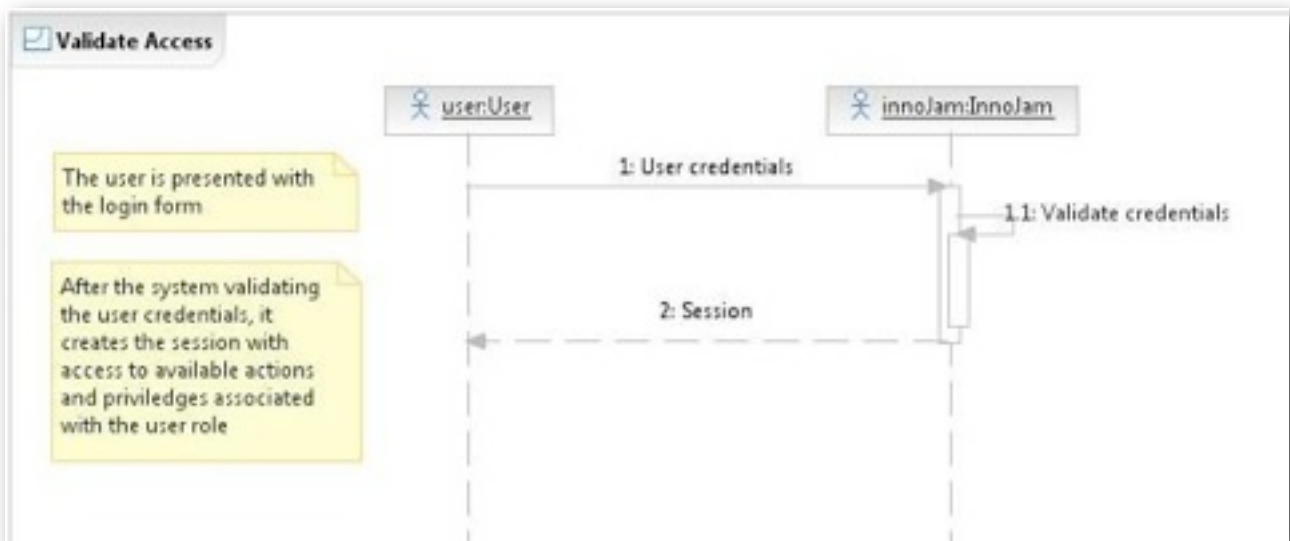 Validate Access
user:User
innoJam:InnoJam
The user is presented with
the login form
1: User credentials
1.1: Validate credentials
After the system validating
the user credentials, it
creates the session with
access to available actions
and priviledges associated
with the user role
2: Session